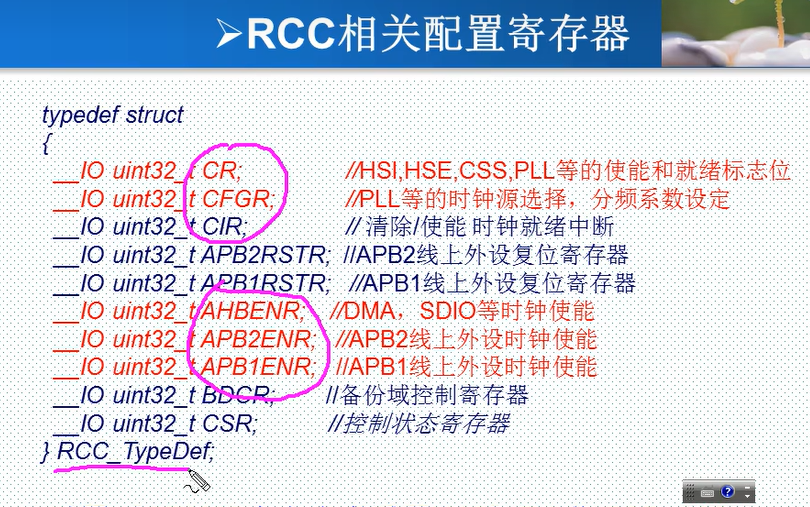 ➢RCC相关配置寄存器
typedef struct
{
__IO uint32_t CR; //HSI,HSE,CSS,PLL等的使能和就绪标志位
__IO uint32_t CFGR; //PLL等的时钟源选择，分频系数设定
__IO uint32_t CIR; // 清除/使能 时钟就绪中断
__IO uint32_t APB2RSTR; //APB2线上外设复位寄存器
__IO uint32_t APB1RSTR; //APB1线上外设复位寄存器
__IO uint32_t AHBENR; //DMA，SDIO等时钟使能
__IO uint32_t APB2ENR; //APB2线上外设时钟使能
__IO uint32_t APB1ENR; //APB1线上外设时钟使能
__IO uint32_t BDCR; //备份域控制寄存器
__IO uint32_t CSR; //控制状态寄存器
} RCC_TypeDef;